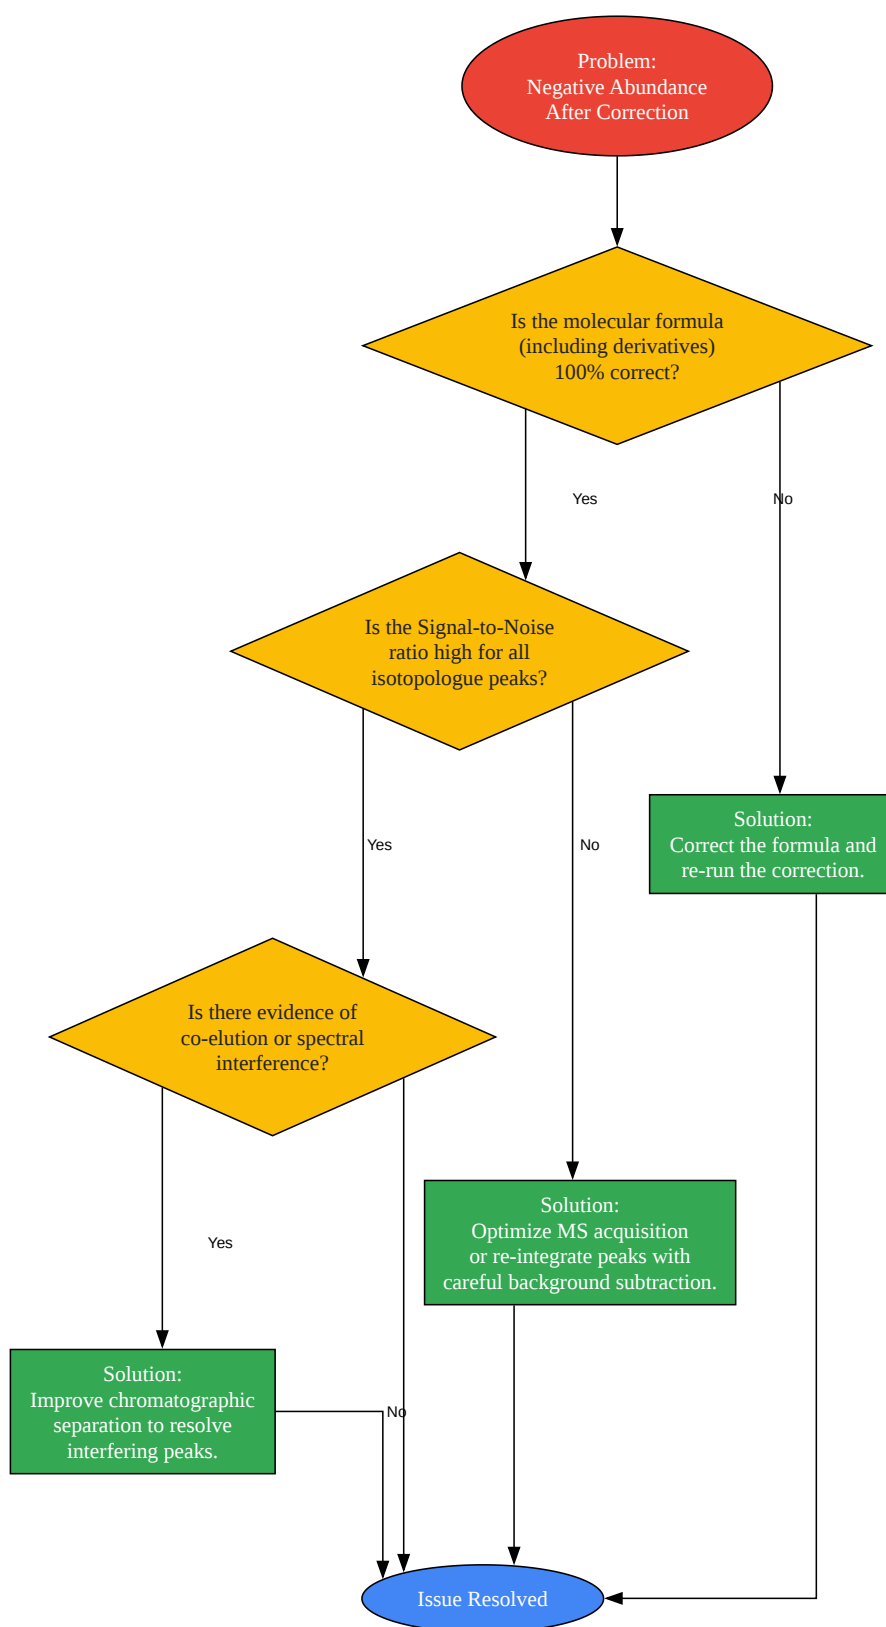 Problem:
Negative Abundance
After Correction
Is the molecular formula
(including derivatives)
100% correct?
Yes
No
Is the Signal-to-Noise
ratio high for all
isotopologue peaks?
Yes
No
Solution:
Correct the formula and
re-run the correction.
Is there evidence of
co-elution or spectral
interference?
Yes
No
Solution:
Optimize MS acquisition
or re-integrate peaks with
careful background subtraction.
Solution:
Improve chromatographic
separation to resolve
interfering peaks.
Issue Resolved